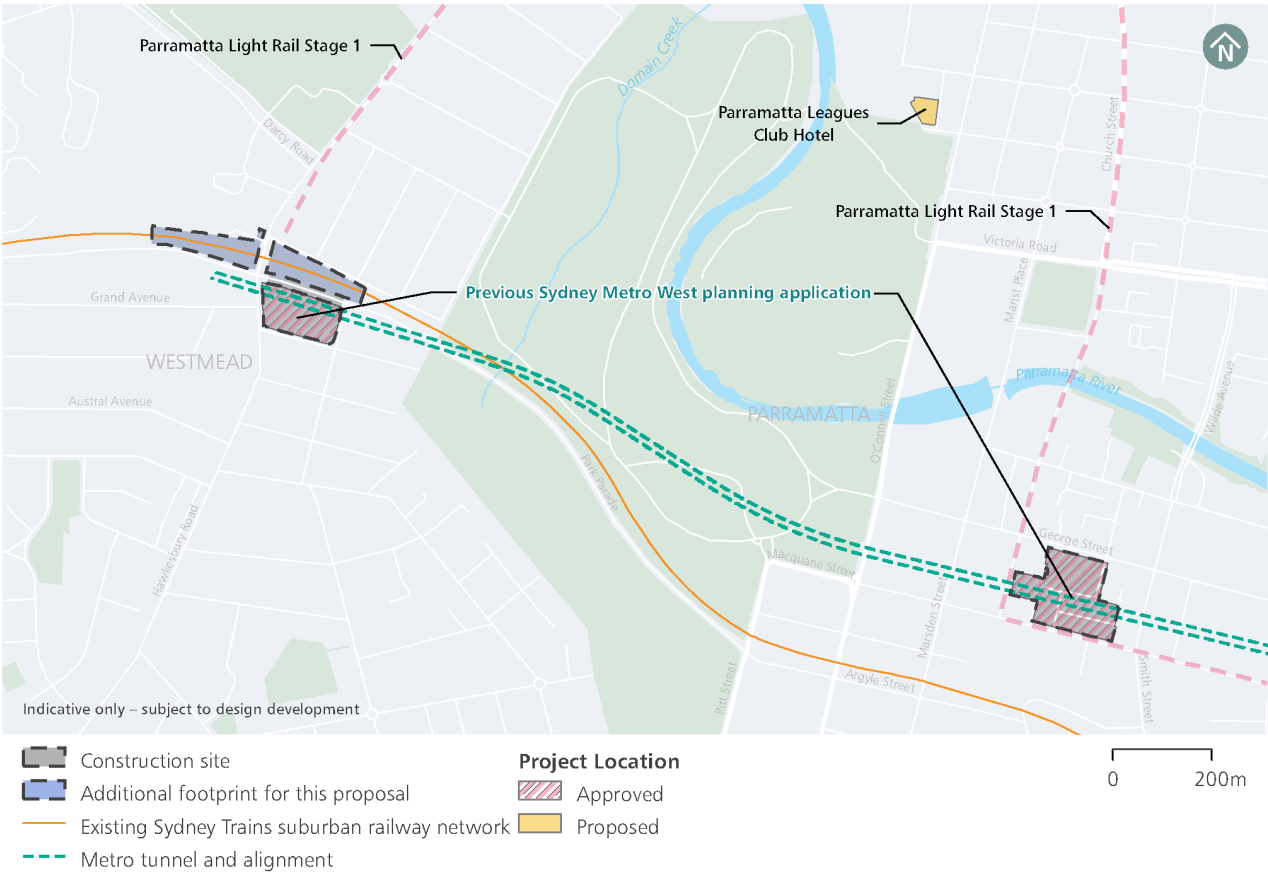 Parramatta Light Rail Stage 1
Domain Creek
N
Parramatta Leagues
Club Hotel
Church Street
Darcy Road
Parramatta Light Rail Stage 1
Victoria Road
Grand Avenue
Previous Sydney Metro West planning application
Marist Place
WESTMEAD
Parramatta River
Austral Avenue
PARRAMATTA
O'Connell Street
Wilde Avenue
Park Parade
Hawkesbury Road
George Street
Macquarie Street
Marsden Street
Pitt Street
Argyle Street
Smith Street
Indicative only – subject to design development
Construction site
Additional footprint for this proposal
Existing Sydney Trains suburban railway network
Metro tunnel and alignment
Project Location
Approved
Proposed
0 200m